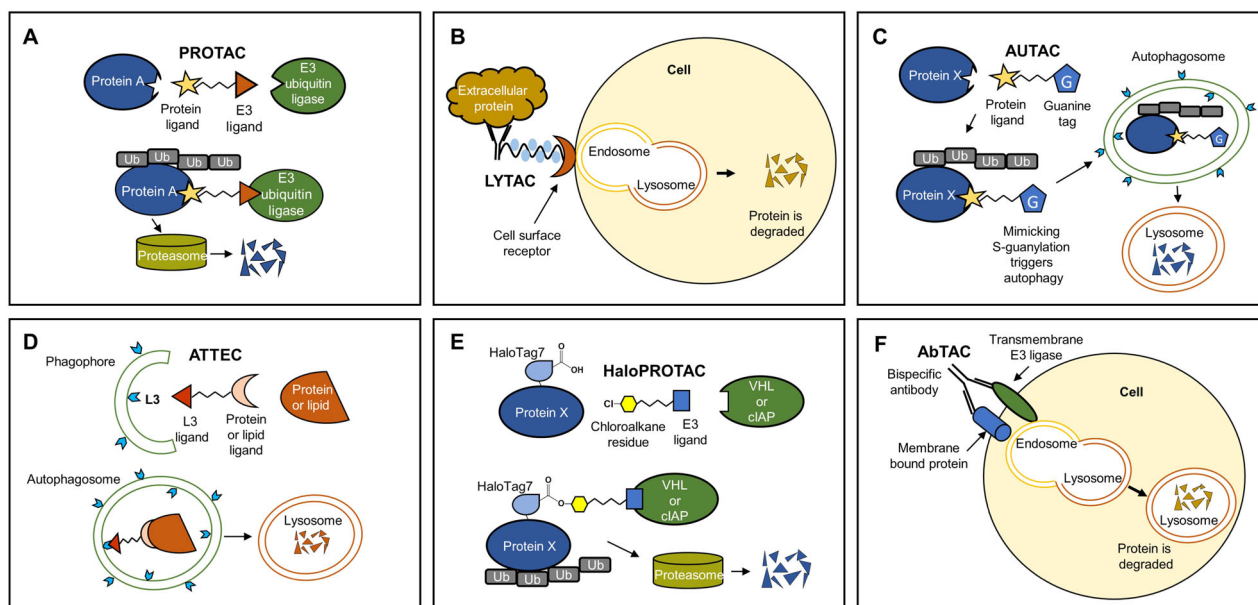 A
PROTAC
Protein A
Protein
ligand
E3
ligand
E3
ubiquitin
ligase
Ub
Ub
Ub
Ub
Protein A
E3
ubiquitin
ligase
Proteasome
B
Cell
Extracellular
protein
LYTAC
Endosome
Lysosome
Cell surface
receptor
Protein is
degraded
C
AUTAC
Autophagosome
Protein X
G
Protein
ligand
Guanine
tag
G
Ub
Ub
Ub
Ub
Protein X
G
Mimicking
S-guanylation
triggers
autophagy
Lysosome
D
ATTEC
Phagophore
L3
L3
ligand
Protein
or lipid
ligand
Protein
or lipid
Autophagosome
Lysosome
E
HaloPROTAC
HaloTag7
O
OH
Protein X
Cl
Chloroalkane
residue
E3
ligand
VHL
or
cIAP
HaloTag7
O
O
VHL
or
cIAP
Protein X
Ub
Ub
Ub
Ub
Proteasome
F
AbTAC
Transmembrane
E3 ligase
Bispecific
antibody
Cell
Membrane
bound protein
Endosome
Lysosome
Lysosome
Protein is
degraded